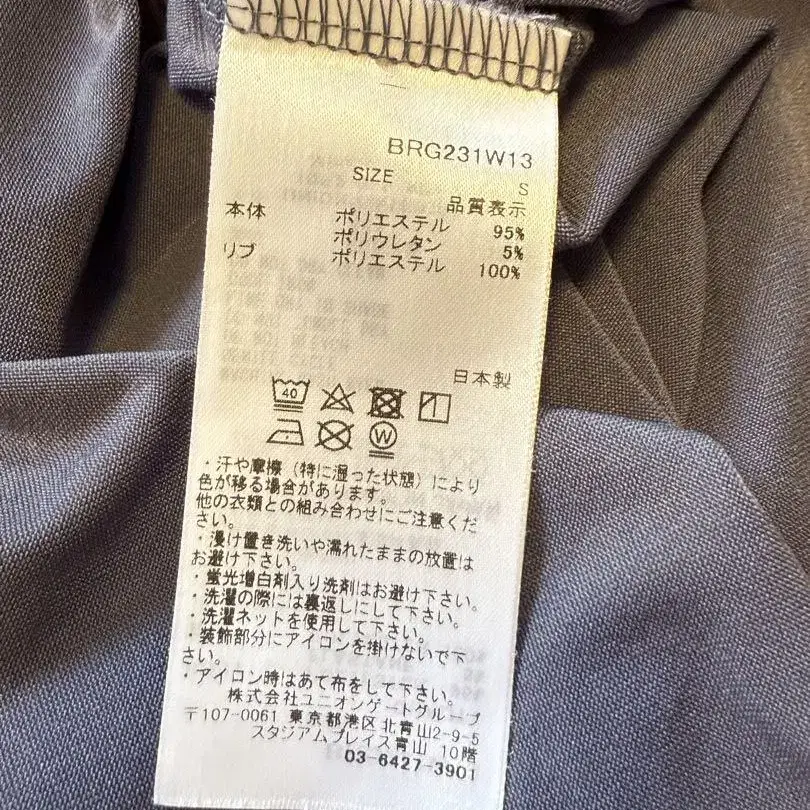 BRG231W13
SIZE S
品質表示
本体 ポリエステル 95%
ポリウレタン 5%
リブ ポリエステル 100%
日本製
40
W
・汗や摩擦（特に湿った状態）により
色が移る場合があります。
他の衣類との組み合わせにご注意くだ
さい。
・浸け置き洗いや濡れたままの放置は
お避け下さい。
・蛍光増白剤入り洗剤はお避け下さい。
・洗濯の際には裏返しにして下さい。
・洗濯ネットを使用して下さい。
・装飾部分にアイロンを掛けないで下
さい。
・アイロン時はあて布をして下さい。
株式会社ユニオンゲートグループ
〒107-0061 東京都港区北青山2-9-5
スタジアムプレイス青山 10階
03-6427-3901